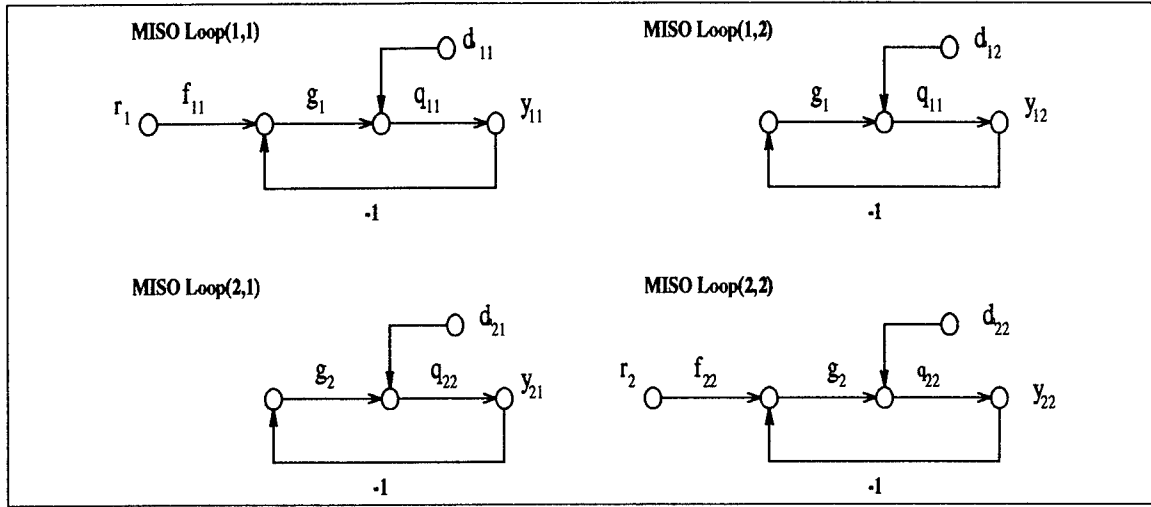 MISO Loop(1,1)
d₁₁
r₁ f₁₁ g₁ q₁₁ y₁₁
-1
MISO Loop(1,2)
d₁₂
g₁ q₁₁ y₁₂
-1
MISO Loop(2,1)
d₂₁
g₂ q₂₂ y₂₁
-1
MISO Loop(2,2)
d₂₂
r₂ f₂₂ g₂ q₂₂ y₂₂
-1